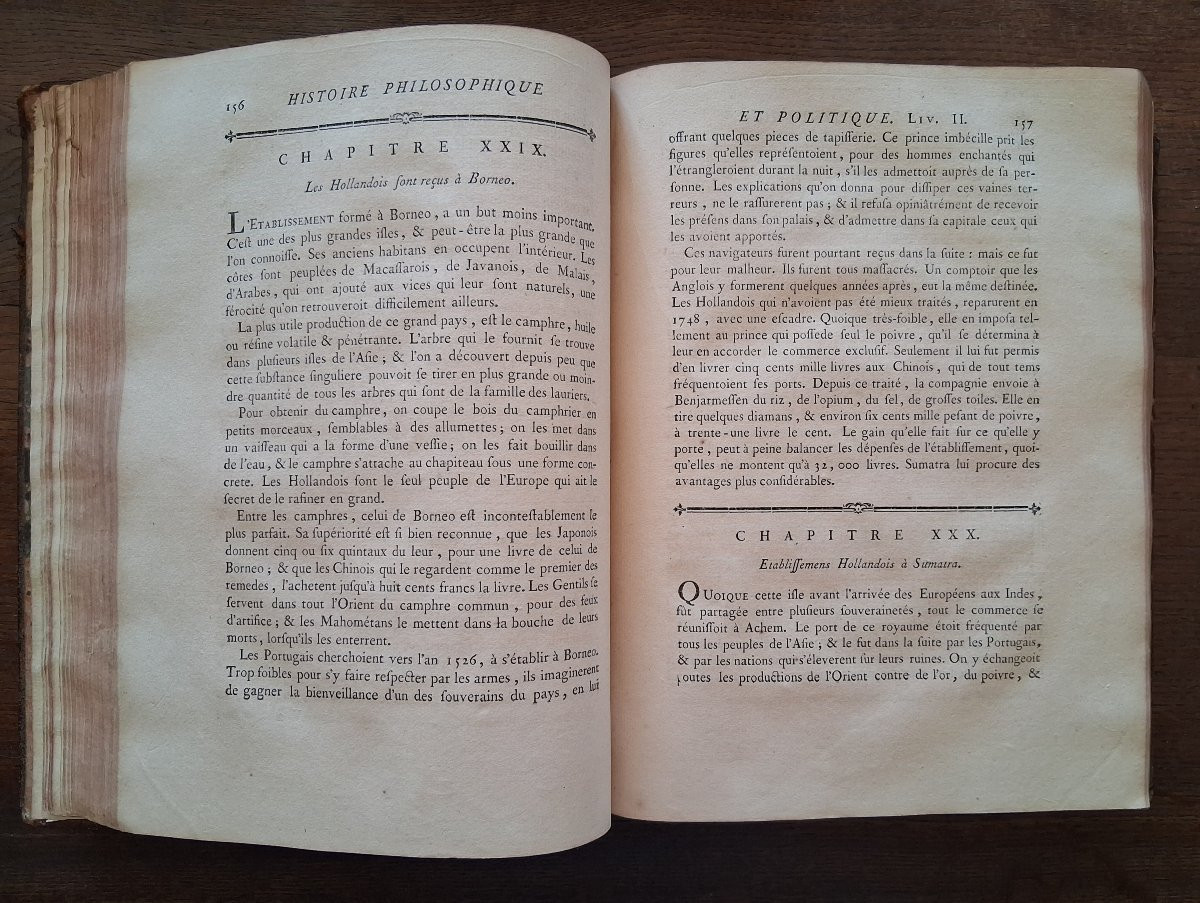 156 HISTOIRE PHILOSOPHIQUE
CHAPITRE XXIX.
Les Hollandois ſont reçus à Borneo.
L'ETABLISSEMENT formé à Borneo, a un but moins important.
C'eſt une des plus grandes iſles, & peut-être la plus grande que
l'on connoiſſe. Ses anciens habitans en occupent l'intérieur. Les
côtes ſont peuplées de Macaſſarois, de Javanois, de Malais,
d'Arabes, qui ont ajouté aux vices qui leur ſont naturels, une
férocité qu'on retrouveroit difficilement ailleurs.
La plus utile production de ce grand pays, eſt le camphre, huile
ou réſine volatile & pénétrante. L'arbre qui le fournit ſe trouve
dans pluſieurs iſles de l'Aſie; & l'on a découvert depuis peu que
cette ſubſtance ſinguliere pouvoit ſe tirer en plus grande ou moin-
dre quantité de tous les arbres qui ſont de la famille des lauriers.
Pour obtenir du camphre, on coupe le bois du camphrier en
petits morceaux, ſemblables à des allumettes; on les met dans
un vaiſſeau qui a la forme d'une veſſie; on les fait bouillir dans
de l'eau, & le camphre s'attache au chapiteau ſous une forme con-
crete. Les Hollandois ſont le ſeul peuple de l'Europe qui ait le
ſecret de le rafiner en grand.
Entre les camphres, celui de Borneo eſt inconteſtablement le
plus parfait. Sa ſupériorité eſt ſi bien reconnue, que les Japonois
donnent cinq ou ſix quintaux du leur, pour une livre de celui de
Borneo; & que les Chinois qui le regardent comme le premier des
remedes, l'achetent juſqu'à huit cents francs la livre. Les Gentils ſe
ſervent dans tout l'Orient du camphre commun, pour des feux
d'artifice; & les Mahométans le mettent dans la bouche de leurs
morts, lorſqu'ils les enterrent.
Les Portugais cherchoient vers l'an 1526, à s'établir à Borneo.
Trop foibles pour s'y faire reſpecter par les armes, ils imaginerent
de gagner la bienveillance d'un des ſouverains du pays, en lui
ET POLITIQUE. LIV. II. 157
offrant quelques pieces de tapiſſerie. Ce prince imbécille prit les
figures qu'elles repréſentoient, pour des hommes enchantés qui
l'étrangleroient durant la nuit, s'il les admettoit auprès de ſa per-
ſonne. Les explications qu'on donna pour diſſiper ces vaines ter-
reurs, ne le raſſurerent pas; & il refuſa opiniâtrément de recevoir
les préſens dans ſon palais, & d'admettre dans ſa capitale ceux qui
les avoient apportés.
Ces navigateurs furent pourtant reçus dans la ſuite: mais ce fut
pour leur malheur. Ils furent tous maſſacrés. Un comptoir que les
Anglois y formerent quelques années après, eut la même deſtinée.
Les Hollandois qui n'avoient pas été mieux traités, reparurent en
1748, avec une eſcadre. Quoique très-foible, elle en impoſa tel-
lement au prince qui poſſede ſeul le poivre, qu'il ſe détermina à
leur en accorder le commerce excluſif. Seulement il lui fut permis
d'en livrer cinq cents mille livres aux Chinois, qui de tout tems
fréquentoient ſes ports. Depuis ce traité, la compagnie envoie à
Benjarmeſſen du riz, de l'opium, du ſel, de groſſes toiles. Elle en
tire quelques diamans, & environ ſix cents mille peſant de poivre,
à trente-une livre le cent. Le gain qu'elle fait ſur ce qu'elle y
porte, peut à peine balancer les dépenſes de l'établiſſement, quoi-
qu'elles ne montent qu'à 32,000 livres. Sumatra lui procure des
avantages plus conſidérables.
CHAPITRE XXX.
Etabliſſemens Hollandois à Sumatra.
QUOIQUE cette iſle avant l'arrivée des Européens aux Indes,
fût partagée entre pluſieurs ſouverainetés, tout le commerce ſe
réuniſſoit à Achem. Le port de ce royaume étoit fréquenté par
tous les peuples de l'Aſie; & le fut dans la ſuite par les Portugais,
& par les nations qui s'éleverent ſur leurs ruines. On y échangeoit
toutes les productions de l'Orient contre de l'or, du poivre, &